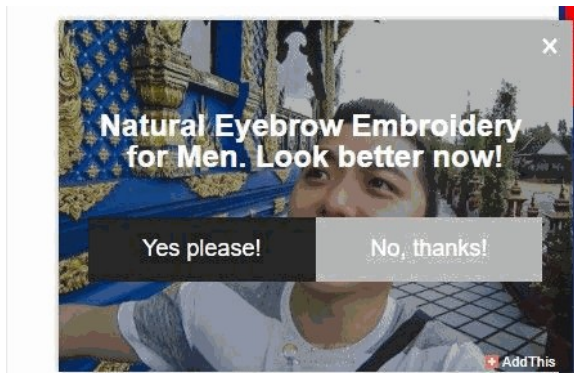 ×
Natural Eyebrow Embroidery
for Men. Look better now!
Yes please!
No, thanks!
AddThis